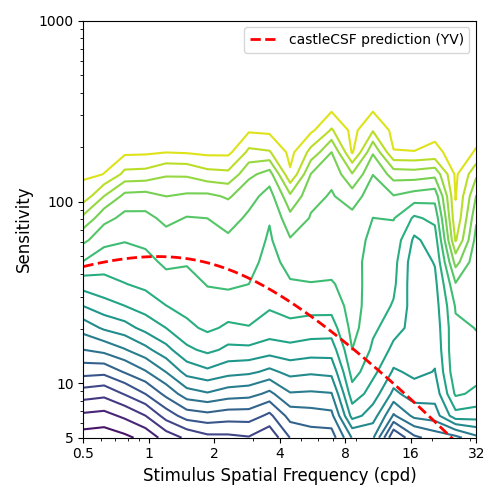 1000
castleCSF prediction (YV)
Sensitivity
100
10
5
0.5 1 2 4 8 16 32
Stimulus Spatial Frequency (cpd)